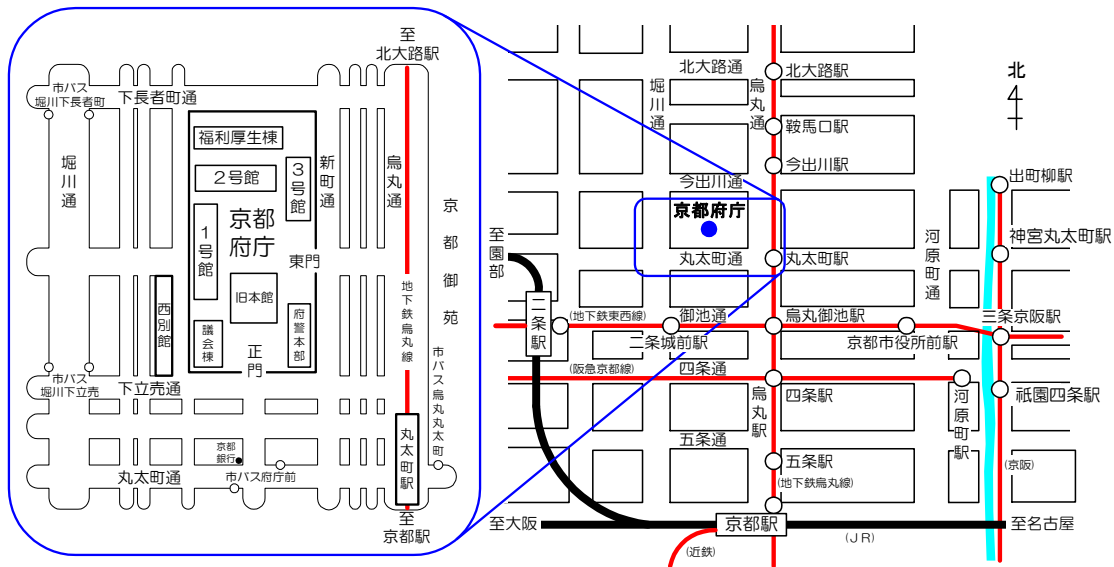 至
北大路駅
市バス
堀川下長者町
下長者町通
堀川通
福利厚生棟
2号館
3号館
新町通
烏丸通
京都御苑
1号館
京都
府庁
東門
旧本館
西別館
議会棟
府警本部
正門
地下鉄烏丸線
市バス
堀川下立売
下立売通
市バス烏丸丸太町
丸太町駅
京都
銀行
丸太町通
市バス府庁前
至
京都駅
北大路通
北大路駅
堀川通
烏丸通
北
鞍馬口駅
今出川駅
今出川通
出町柳駅
京都府庁
河原町通
神宮丸太町駅
至園部
丸太町通
丸太町駅
二条駅
(地下鉄東西線)
御池通
烏丸御池駅
三条京阪駅
二条城前駅
京都市役所前駅
(阪急京都線)
四条通
烏丸駅
四条駅
河原町駅
祇園四条駅
五条通
五条駅
(京阪)
(地下鉄烏丸線)
至大阪
京都駅
至名古屋
(近鉄)
(JR)